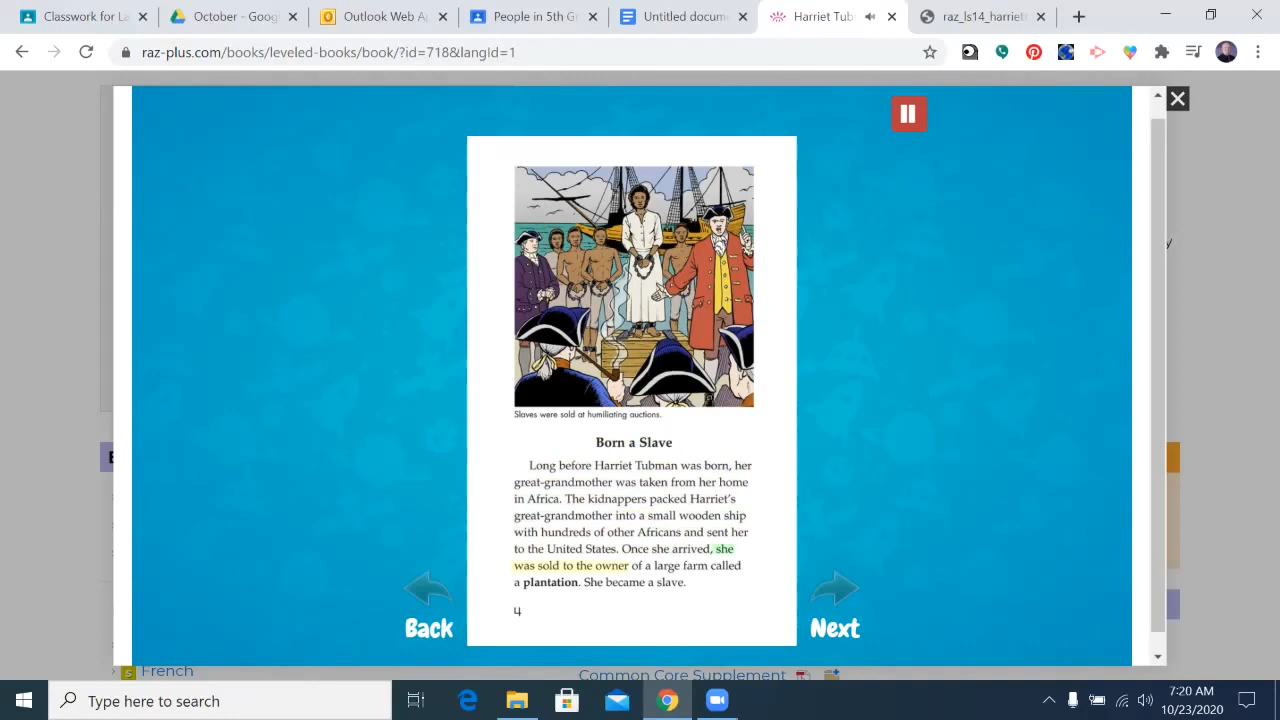 Classwork for La
October - Goog
Outlook Web Ap
People in 5th Gr
Untitled docume
Harriet Tub
raz_ls14_harriett
raz-plus.com/books/leveled-books/book/?id=718&langId=1
Slaves were sold at humiliating auctions.
Born a Slave
Long before Harriet Tubman was born, her
great-grandmother was taken from her home
in Africa. The kidnappers packed Harriet's
great-grandmother into a small wooden ship
with hundreds of other Africans and sent her
to the United States. Once she arrived, she
was sold to the owner of a large farm called
a plantation. She became a slave.
4
Back
Next
French
Common Core Supplement
Type here to search
7:20 AM
10/23/2020